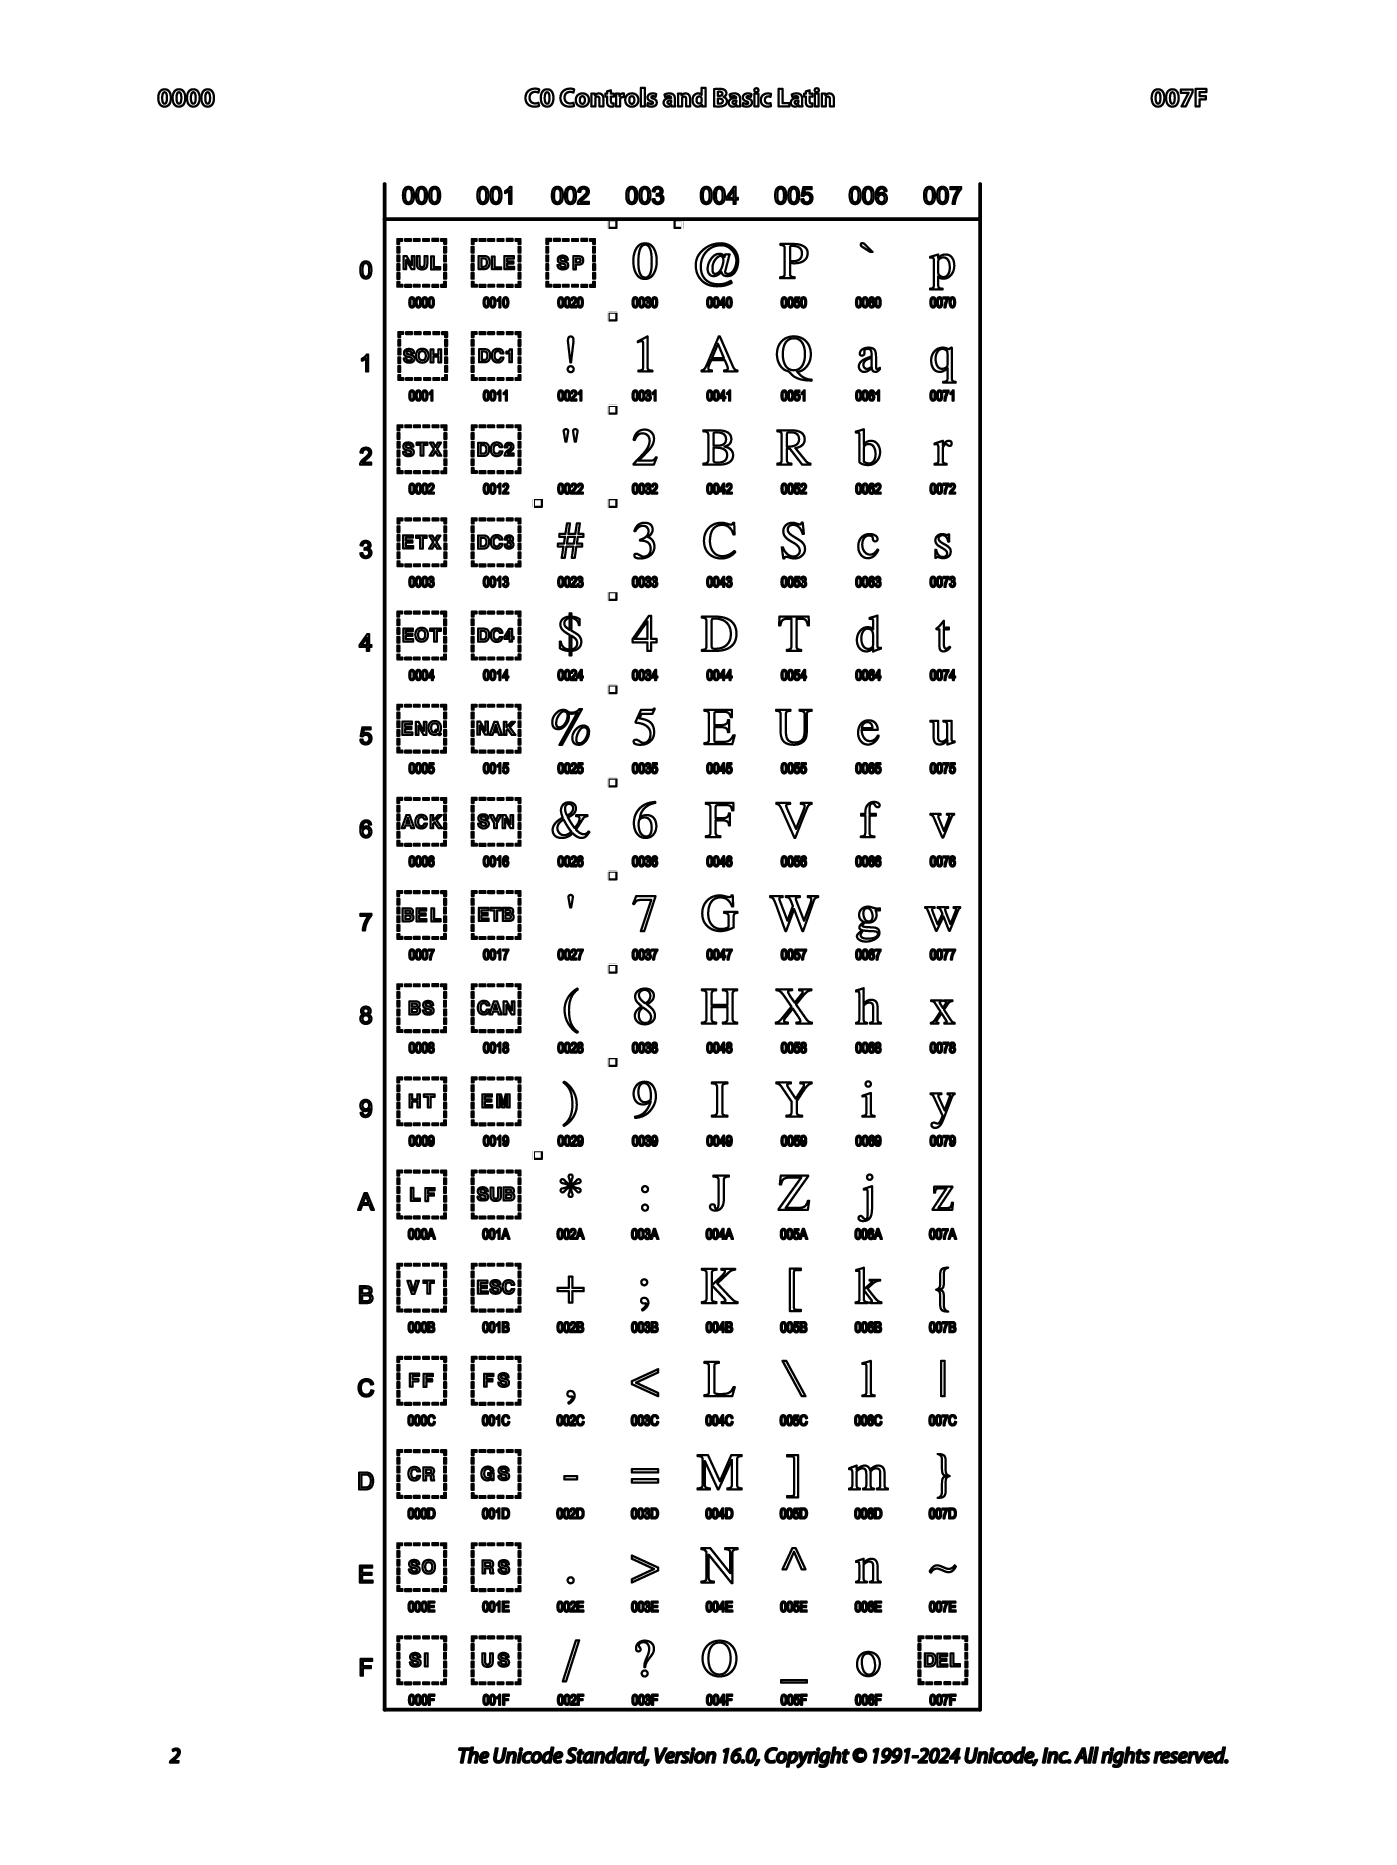 0000 C0 Controls and Basic Latin 007F
000 001 002 003 004 005 006 007
0 NUL DLE SP 0 @ P ` p
0000 0010 0020 0030 0040 0050 0060 0070
1 SOH DC1 ! 1 A Q a q
0001 0011 0021 0031 0041 0051 0061 0071
2 STX DC2 " 2 B R b r
0002 0012 0022 0032 0042 0052 0062 0072
3 ETX DC3 # 3 C S c s
0003 0013 0023 0033 0043 0053 0063 0073
4 EOT DC4 $ 4 D T d t
0004 0014 0024 0034 0044 0054 0064 0074
5 ENQ NAK % 5 E U e u
0005 0015 0025 0035 0045 0055 0065 0075
6 ACK SYN & 6 F V f v
0006 0016 0026 0036 0046 0056 0066 0076
7 BEL ETB ' 7 G W g w
0007 0017 0027 0037 0047 0057 0067 0077
8 BS CAN ( 8 H X h x
0008 0018 0028 0038 0048 0058 0068 0078
9 HT EM ) 9 I Y i y
0009 0019 0029 0039 0049 0059 0069 0079
A LF SUB * : J Z j z
000A 001A 002A 003A 004A 005A 006A 007A
B VT ESC + ; K [ k {
000B 001B 002B 003B 004B 005B 006B 007B
C FF FS , < L \ l |
000C 001C 002C 003C 004C 005C 006C 007C
D CR GS - = M ] m }
000D 001D 002D 003D 004D 005D 006D 007D
E SO RS . > N ^ n ~
000E 001E 002E 003E 004E 005E 006E 007E
F SI US / ? O _ o DEL
000F 001F 002F 003F 004F 005F 006F 007F
2 The Unicode Standard, Version 16.0, Copyright © 1991-2024 Unicode, Inc. All rights reserved.